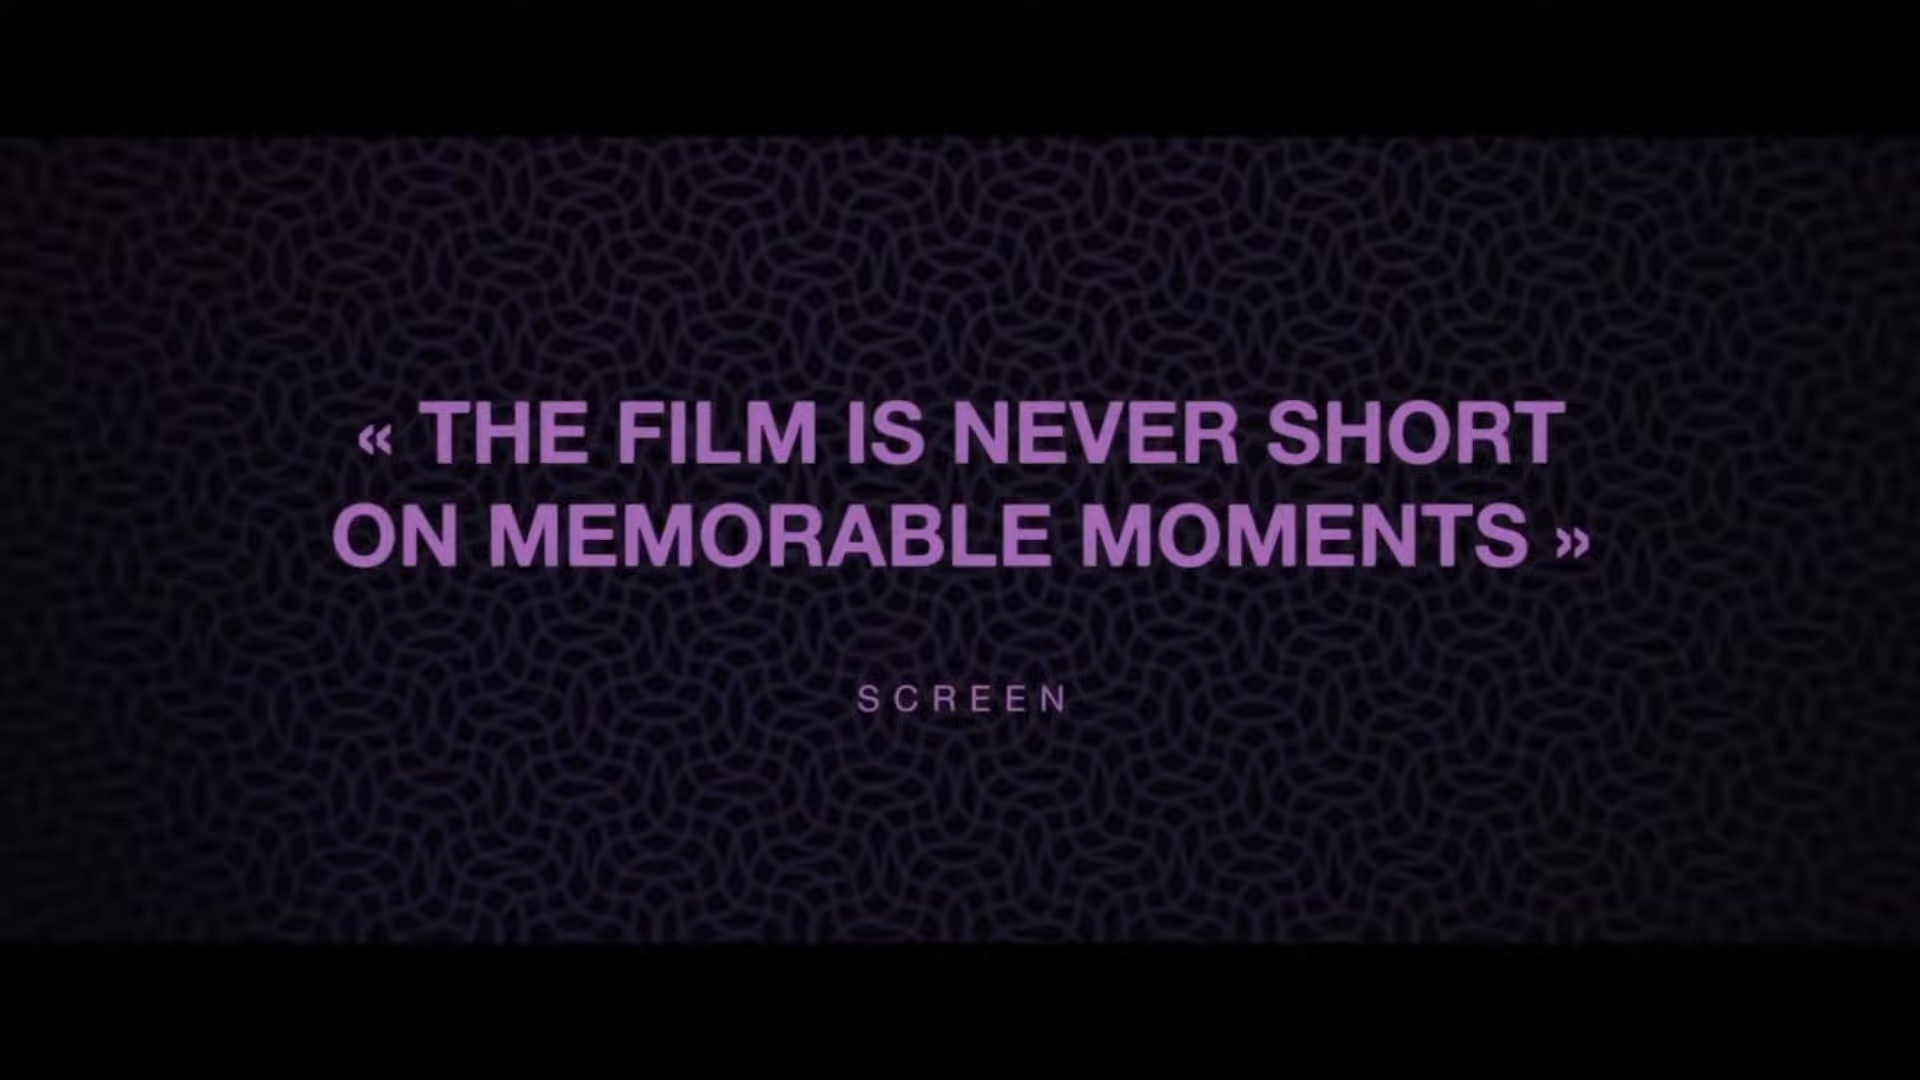 « THE FILM IS NEVER SHORT
ON MEMORABLE MOMENTS »
SCREEN